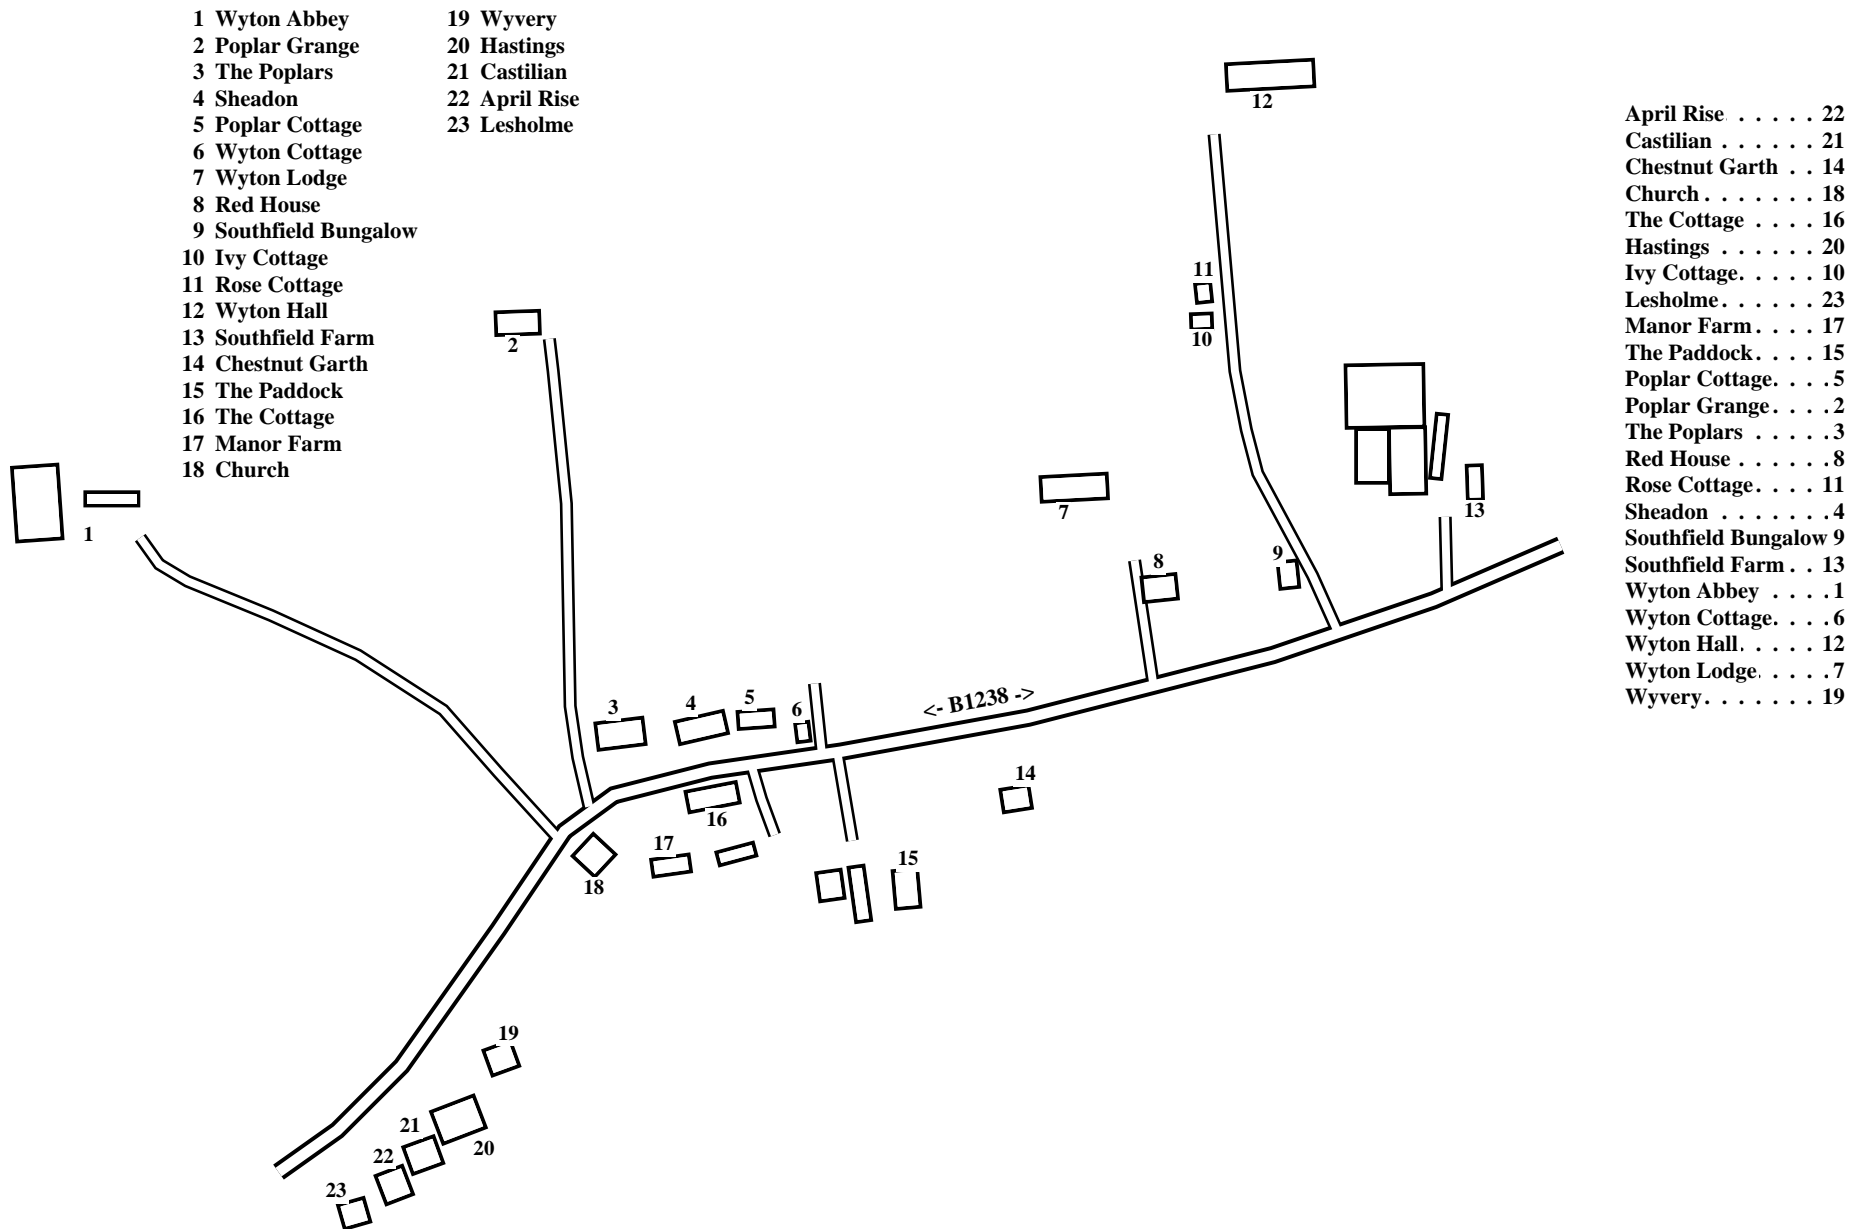 1 Wyton Abbey
2 Poplar Grange
3 The Poplars
4 Sheadon
5 Poplar Cottage
6 Wyton Cottage
7 Wyton Lodge
8 Red House
9 Southfield Bungalow
10 Ivy Cottage
11 Rose Cottage
12 Wyton Hall
13 Southfield Farm
14 Chestnut Garth
15 The Paddock
16 The Cottage
17 Manor Farm
18 Church
19 Wyvery
20 Hastings
21 Castilian
22 April Rise
23 Lesholme
12
11
10
2
1
7
13
8
9
3
4
5
6
<- B1238 ->
14
16
17
15
18
19
21
20
22
23
April Rise . . . . . 22
Castilian . . . . . . 21
Chestnut Garth . . 14
Church . . . . . . . 18
The Cottage . . . . 16
Hastings . . . . . . 20
Ivy Cottage. . . . . 10
Lesholme. . . . . . 23
Manor Farm . . . . 17
The Paddock . . . . 15
Poplar Cottage. . . . 5
Poplar Grange . . . . 2
The Poplars . . . . . 3
Red House . . . . . . 8
Rose Cottage . . . . 11
Sheadon . . . . . . . 4
Southfield Bungalow 9
Southfield Farm . . 13
Wyton Abbey . . . . 1
Wyton Cottage. . . . 6
Wyton Hall. . . . . 12
Wyton Lodge. . . . . 7
Wyvery. . . . . . . 19